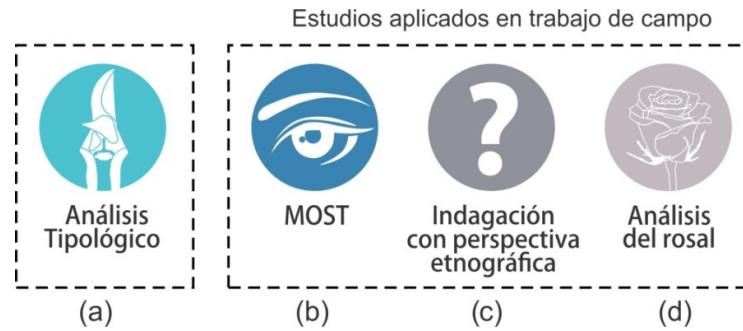 Estudios aplicados en trabajo de campo
?
Análisis
Tipológico
MOST
Indagación
con perspectiva
etnográfica
Análisis
del rosal
(a)
(b)
(c)
(d)